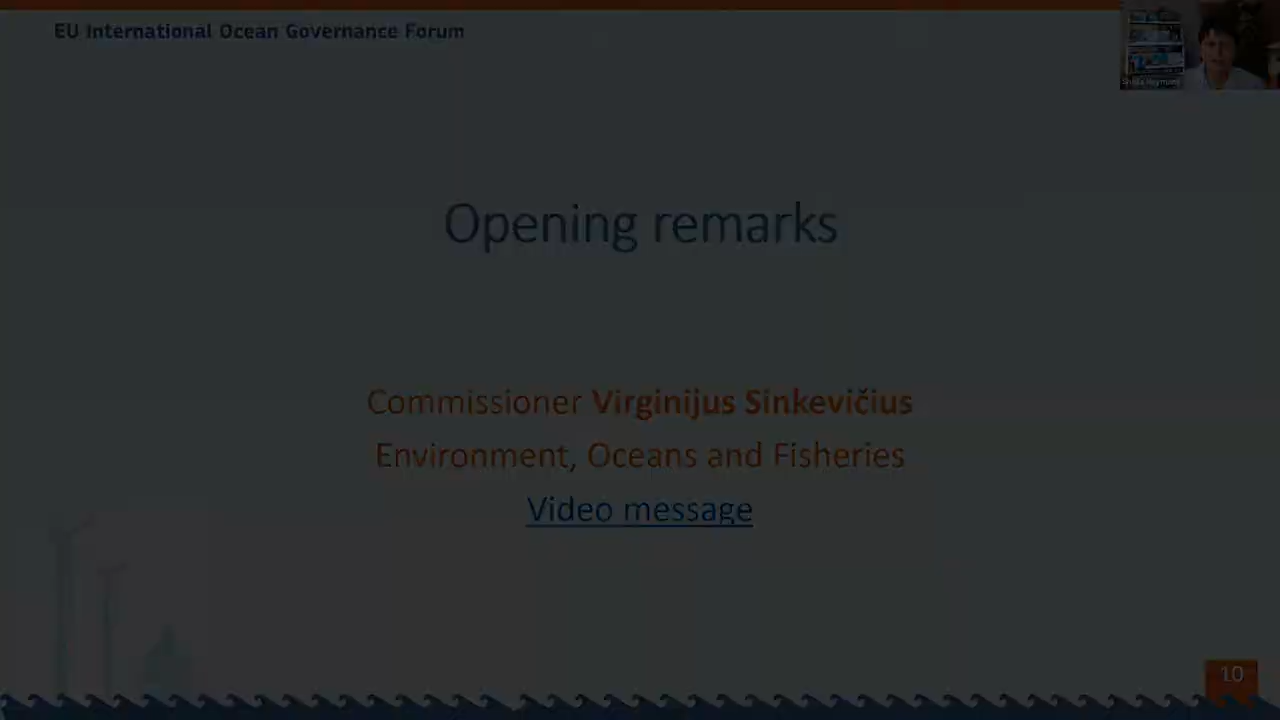 EU International Ocean Governance Forum
Opening remarks
Commissioner Virginijus Sinkevičius
Environment, Oceans and Fisheries
Video message
10